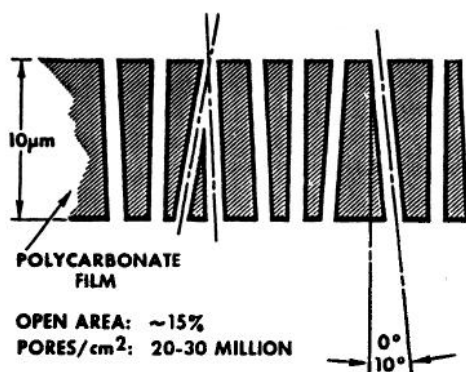 10μm
POLYCARBONATE
FILM
OPEN AREA: ~15%
PORES/cm²: 20-30 MILLION
0°
10°